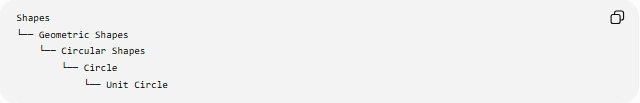 Shapes
└── Geometric Shapes
    └── Circular Shapes
        └── Circle
            └── Unit Circle